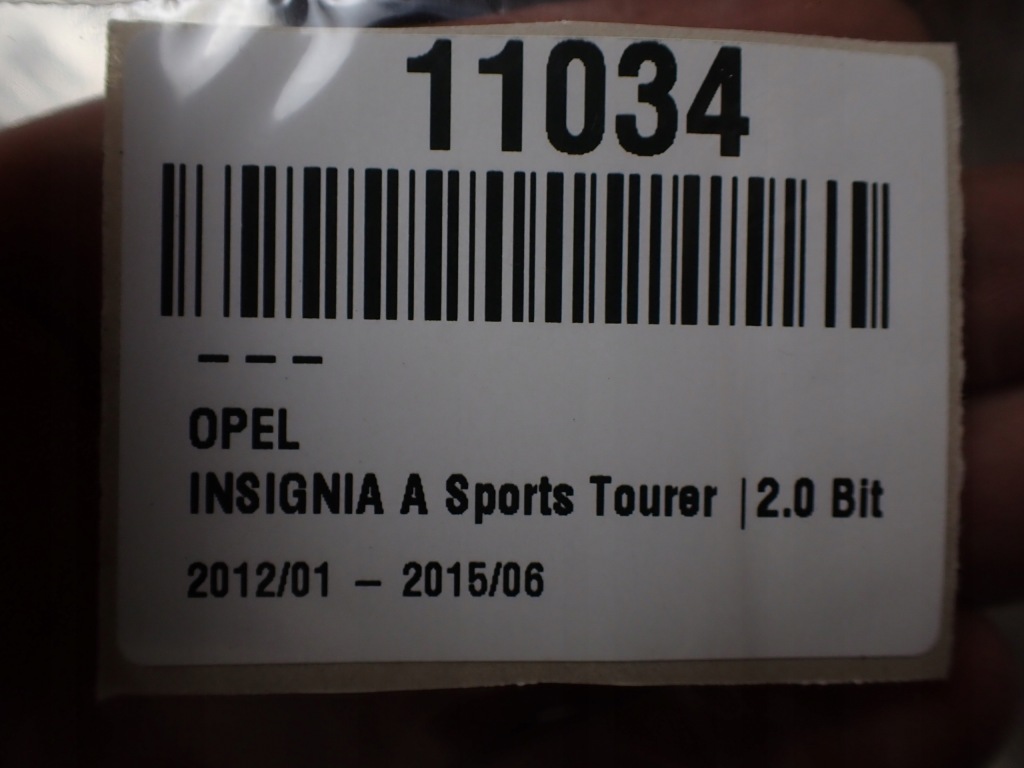 11034
– – –
OPEL
INSIGNIA A Sports Tourer |2.0 Bit
2012/01 – 2015/06